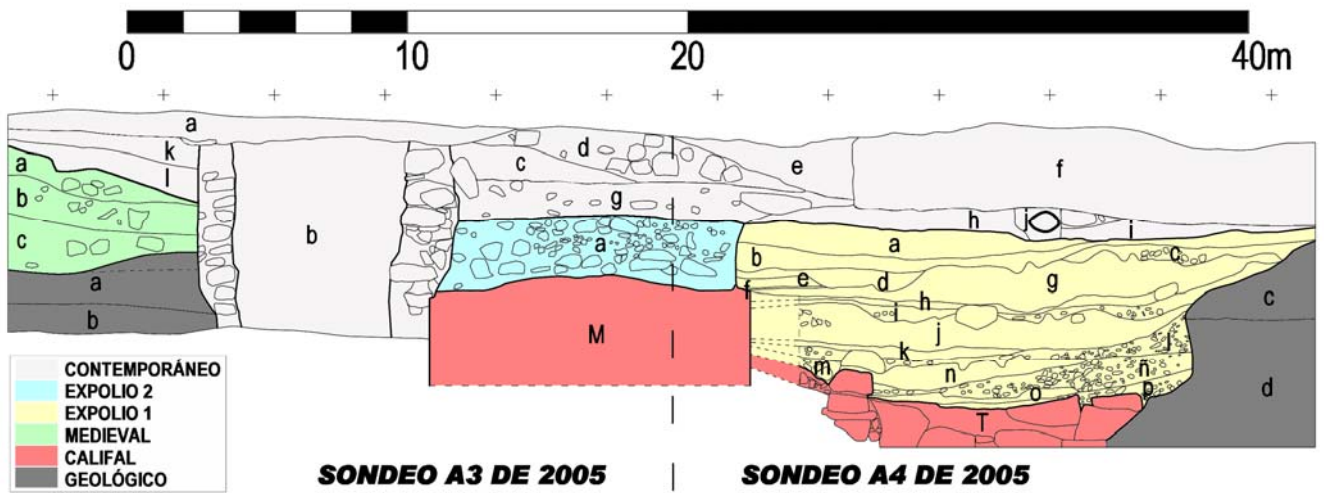 0 10 20 40m
a
k
l
a
b
c
a
b
b
d
c
g
a
M
e
f
h j i
a
b
c
e d g
f
h
i
j
k
l
m
n
ñ
o
p
T
c
d
CONTEMPORÁNEO
EXPOLIO 2
EXPOLIO 1
MEDIEVAL
CALIFAL
GEOLÓGICO
SONDEO A3 DE 2005 SONDEO A4 DE 2005